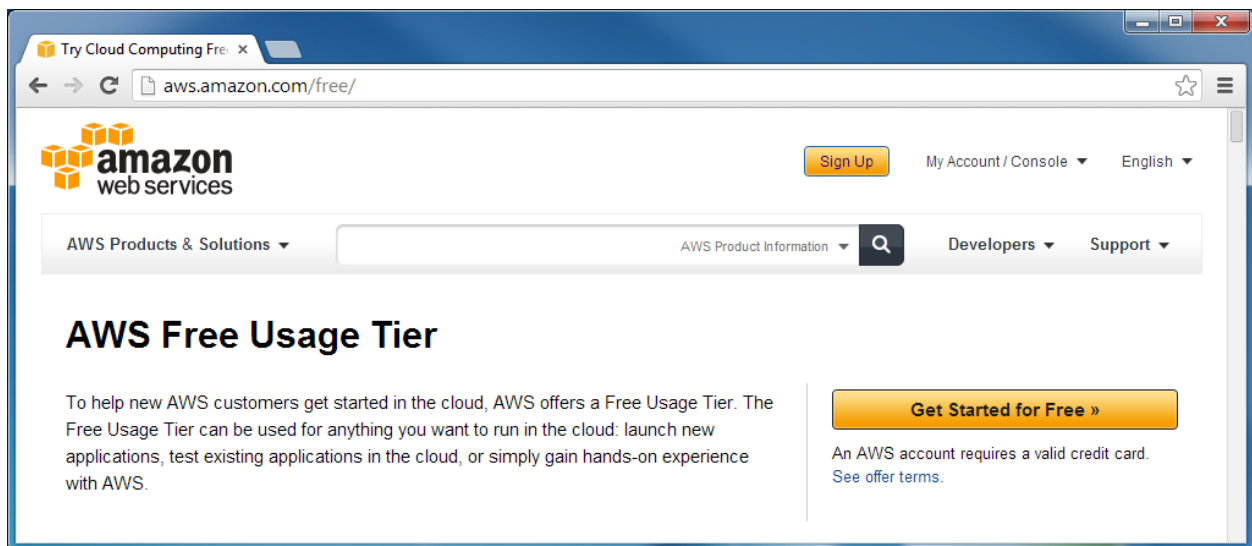 Try Cloud Computing Fre
aws.amazon.com/free/
amazon
web services
Sign Up
My Account / Console
English
AWS Products & Solutions
AWS Product Information
Developers
Support
AWS Free Usage Tier
To help new AWS customers get started in the cloud, AWS offers a Free Usage Tier. The
Free Usage Tier can be used for anything you want to run in the cloud: launch new
applications, test existing applications in the cloud, or simply gain hands-on experience
with AWS.
Get Started for Free »
An AWS account requires a valid credit card.
See offer terms.